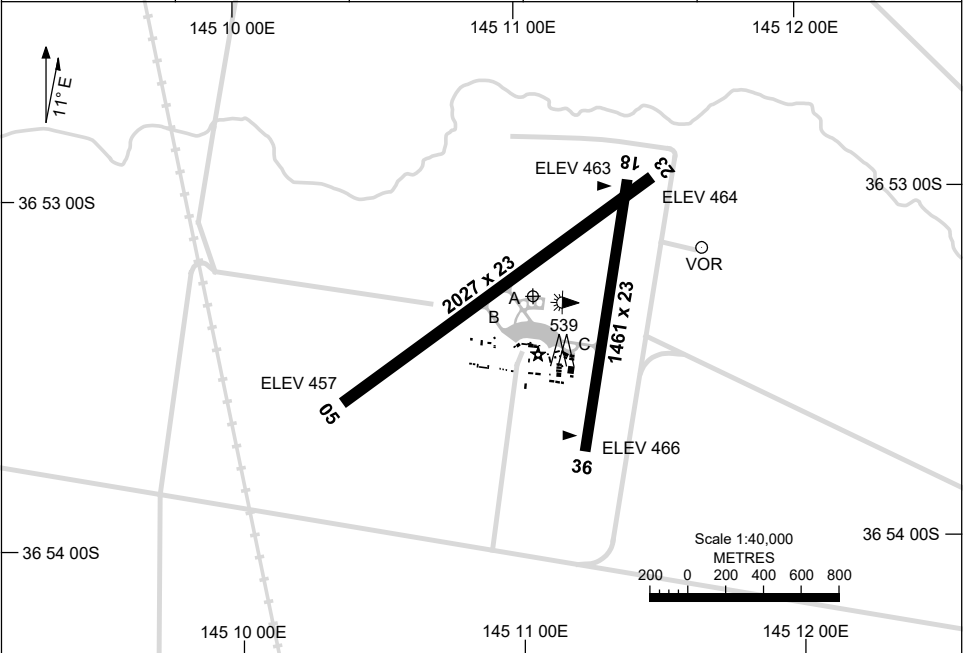 145 10 00E
145 11 00E
145 12 00E
11° E
ELEV 463
18
23
36 53 00S
36 53 00S
ELEV 464
VOR
2027 x 23
A
B
539
C
1461 x 23
ELEV 457
05
ELEV 466
36
36 54 00S
36 54 00S
Scale 1:40,000
METRES
200 0 200 400 600 800
145 10 00E
145 11 00E
145 12 00E